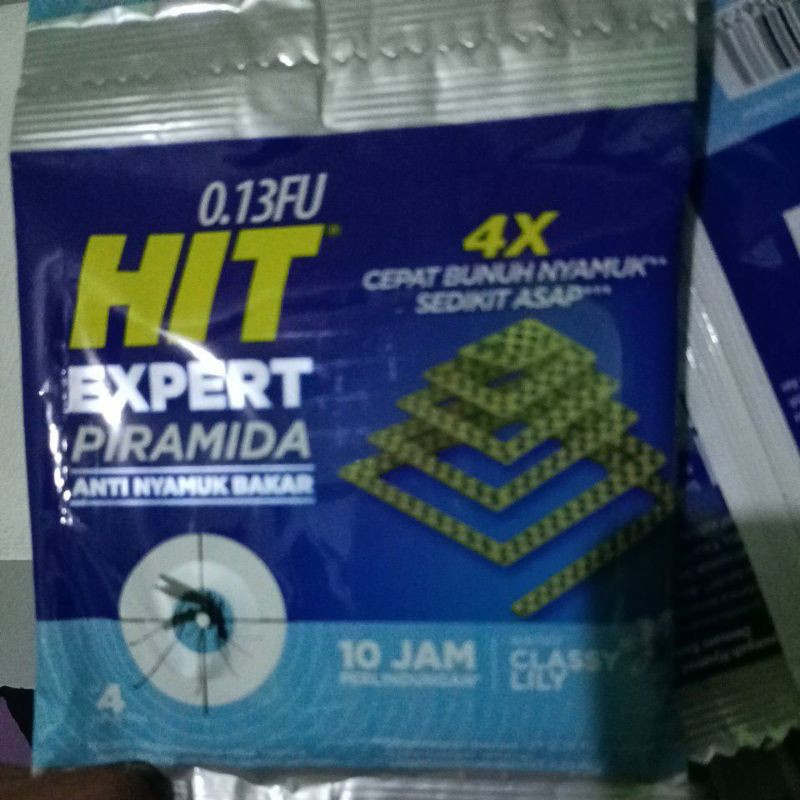 0.13FU
HIT®
EXPERT
PIRAMIDA
ANTI NYAMUK BAKAR
4X
CEPAT BUNUH NYAMUK**
SEDIKIT ASAP***
4
10 JAM
PERLINDUNGAN*
CLASSY
LILY